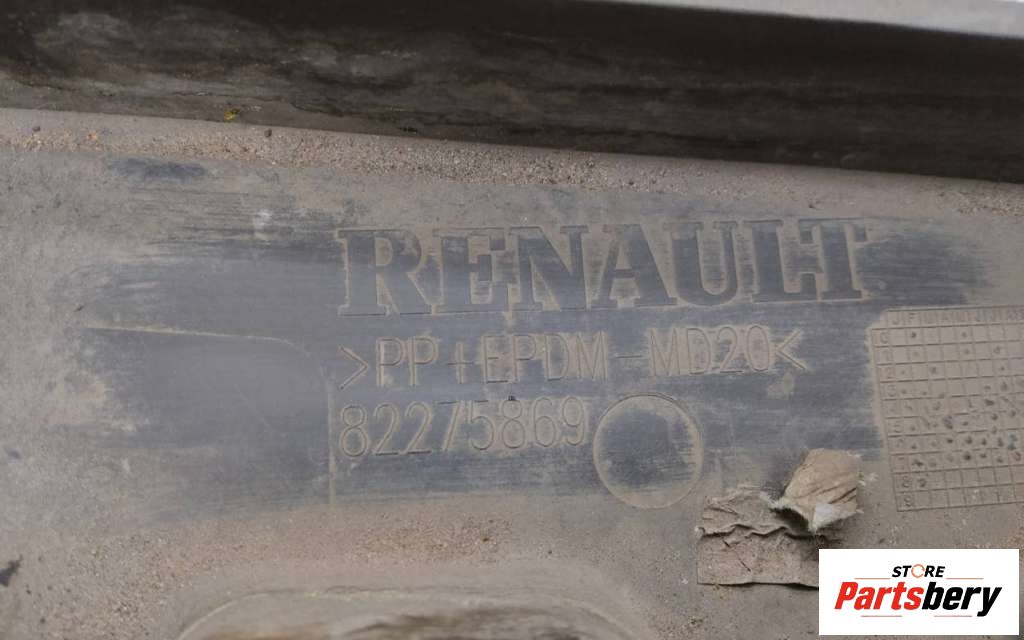 RENAULT
>PP+EPDM-MD20<
82275869
STORE
Partsbery